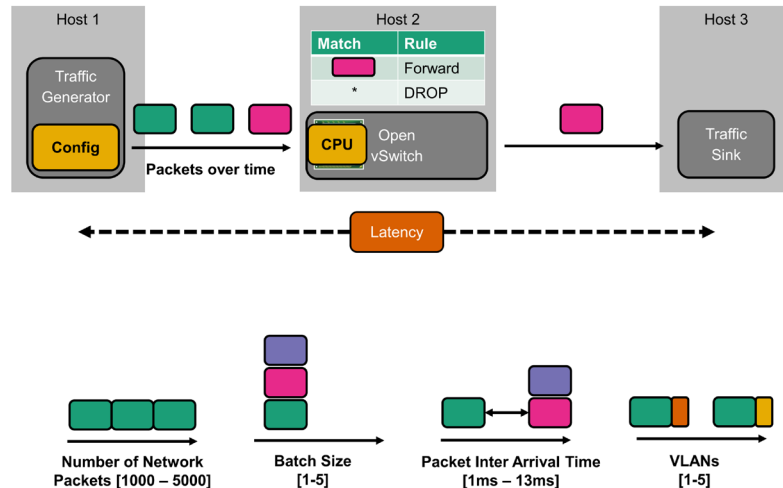 Host 1
Host 2
Host 3
Match Rule
Forward
* DROP
Traffic
Generator
Config
Packets over time
CPU
Open
vSwitch
Traffic
Sink
Latency
Number of Network
Packets [1000 – 5000]
Batch Size
[1-5]
Packet Inter Arrival Time
[1ms – 13ms]
VLANs
[1-5]